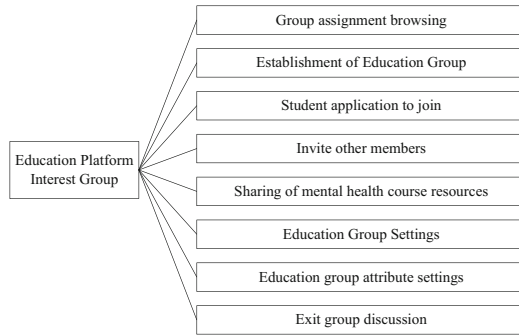 Group assignment browsing
Establishment of Education Group
Student application to join
Invite other members
Education Platform
Interest Group
Sharing of mental health course resources
Education Group Settings
Education group attribute settings
Exit group discussion